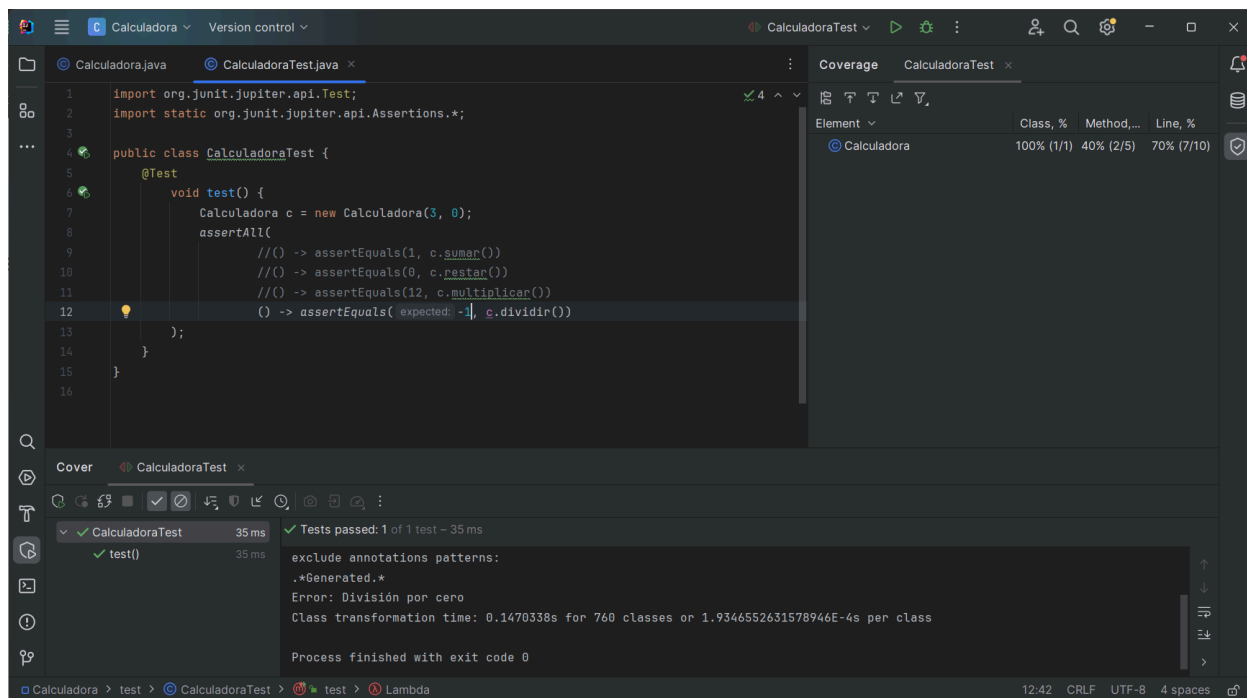 C Calculadora Version control CalculadoraTest
Calculadora.java CalculadoraTest.java
Coverage CalculadoraTest
1 import org.junit.jupiter.api.Test;
2 import static org.junit.jupiter.api.Assertions.*;
3
4 public class CalculadoraTest {
5 @Test
6 void test() {
7 Calculadora c = new Calculadora(3, 0);
8 assertAll(
9 //() -> assertEquals(1, c.sumar())
10 //() -> assertEquals(0, c.restar())
11 //() -> assertEquals(12, c.multiplicar())
12 () -> assertEquals( expected: -1, c.dividir())
13 );
14 }
15 }
16
4
Element Class, % Method,... Line, %
Calculadora 100% (1/1) 40% (2/5) 70% (7/10)
Cover CalculadoraTest
CalculadoraTest 35 ms
test() 35 ms
Tests passed: 1 of 1 test – 35 ms
exclude annotations patterns:
.*Generated.*
Error: División por cero
Class transformation time: 0.1470338s for 760 classes or 1.9346552631578946E-4s per class
Process finished with exit code 0
Calculadora > test > CalculadoraTest > test > Lambda
12:42 CRLF UTF-8 4 spaces